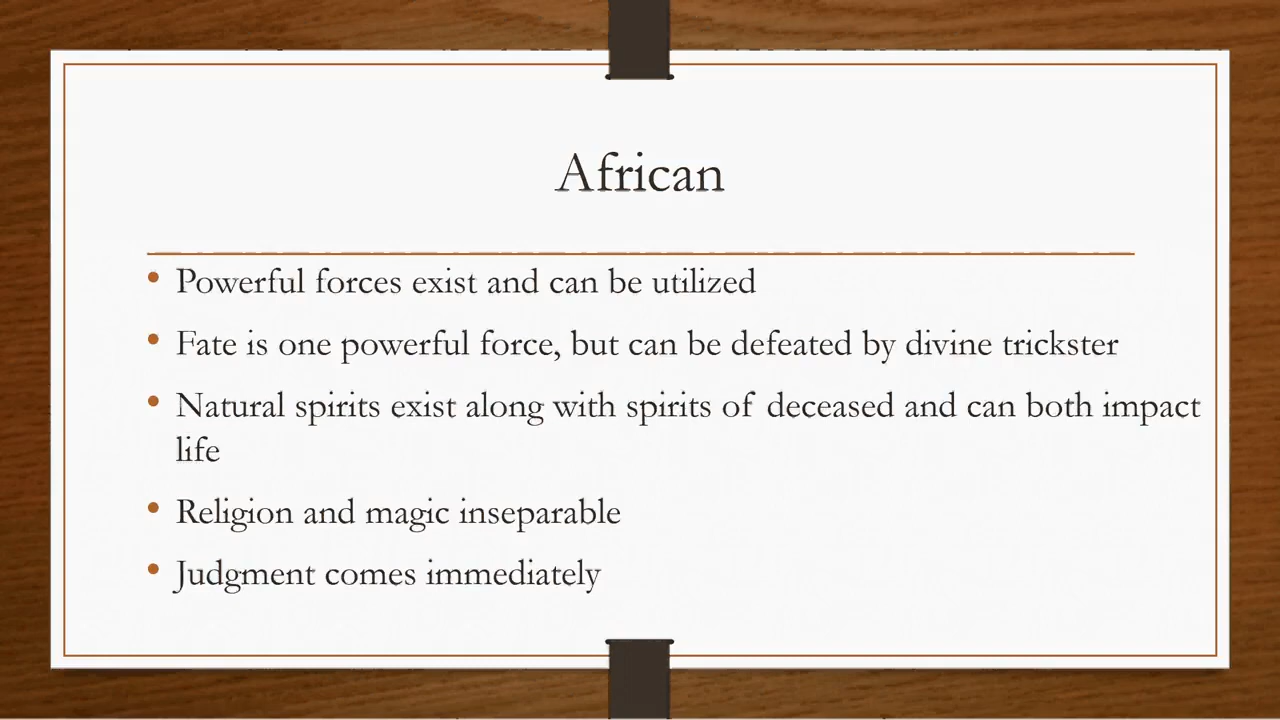 African
• Powerful forces exist and can be utilized
• Fate is one powerful force, but can be defeated by divine trickster
• Natural spirits exist along with spirits of deceased and can both impact
life
• Religion and magic inseparable
• Judgment comes immediately